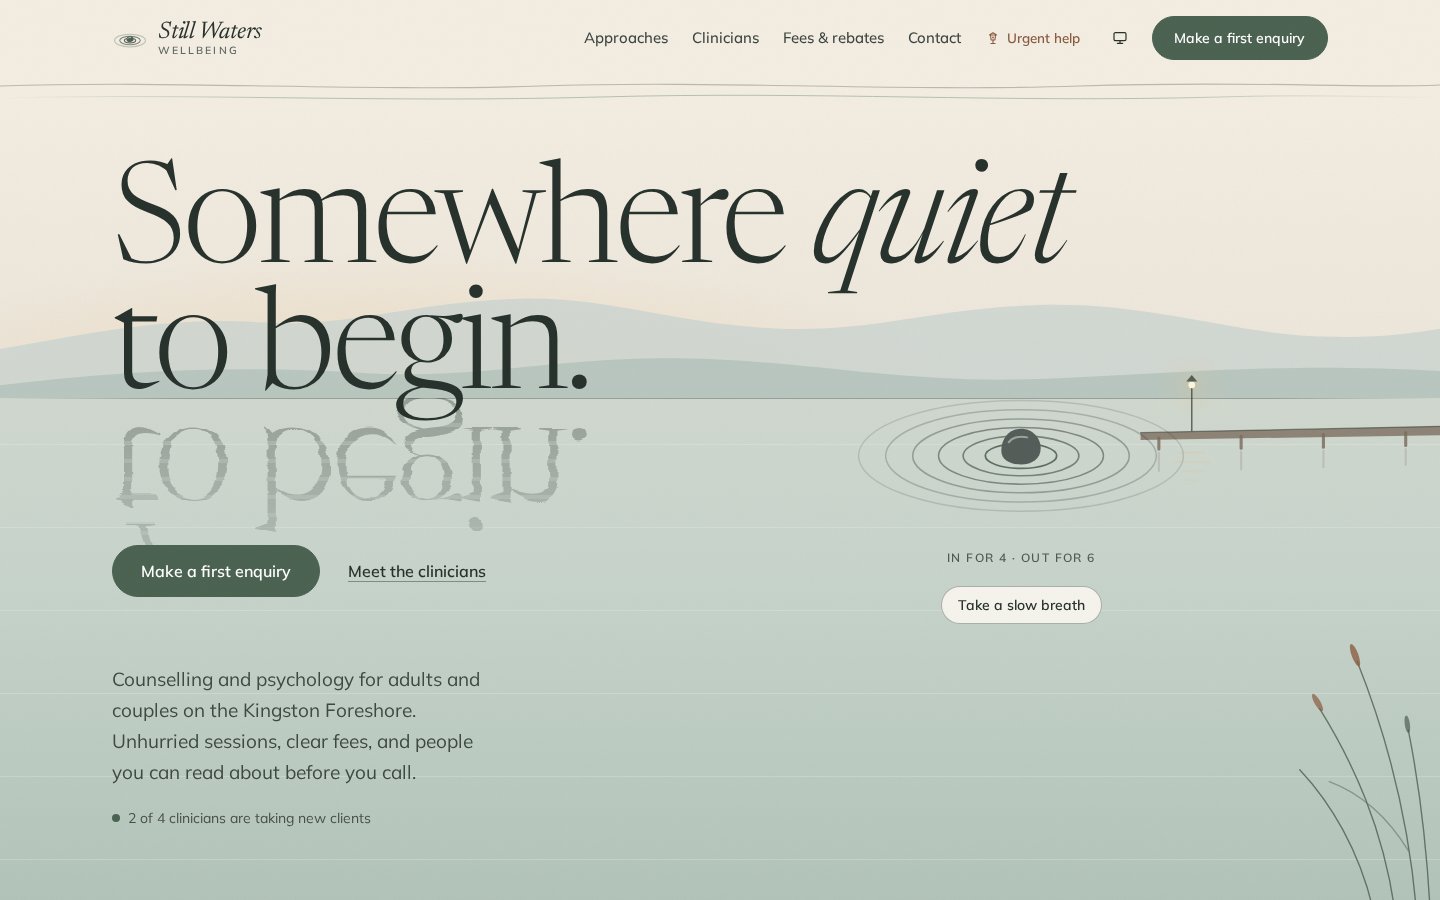 Still Waters
WELLBEING
Approaches
Clinicians
Fees & rebates
Contact
Urgent help
Make a first enquiry
Somewhere quiet
to begin.
Make a first enquiry
Meet the clinicians
IN FOR 4 · OUT FOR 6
Take a slow breath
Counselling and psychology for adults and
couples on the Kingston Foreshore.
Unhurried sessions, clear fees, and people
you can read about before you call.
2 of 4 clinicians are taking new clients